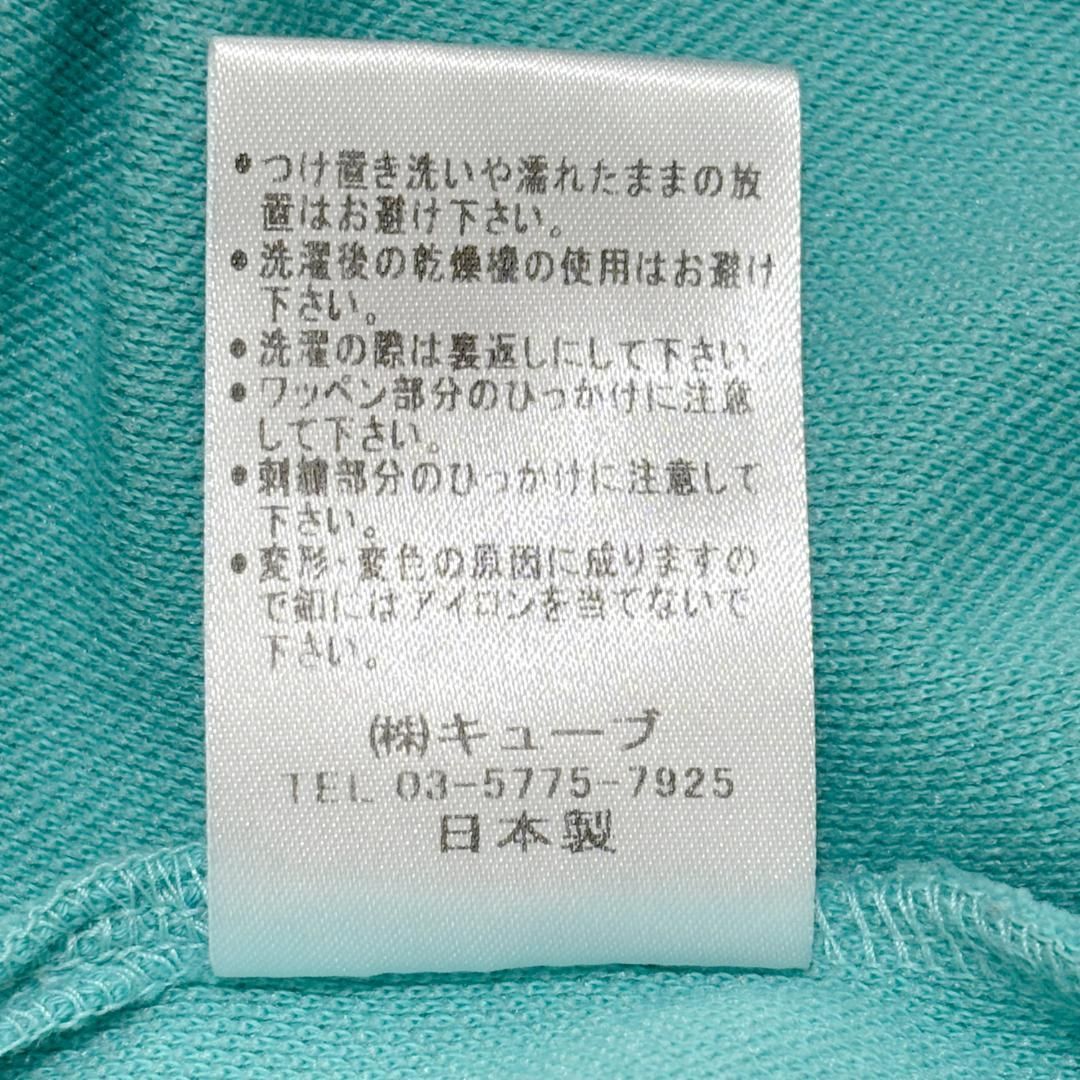 ●つけ置き洗いや濡れたままの放
置はお避け下さい。
●洗濯後の乾燥機の使用はお避け
下さい。
●洗濯の際は裏返しにして下さい。
●ワッペン部分のひっかけに注意
して下さい。
●刺繍部分のひっかけに注意して
下さい。
●変形・変色の原因に成りますの
で釦にはアイロンを当てないで
下さい。
(株)キューブ
TEL 03-5775-7925
日本製